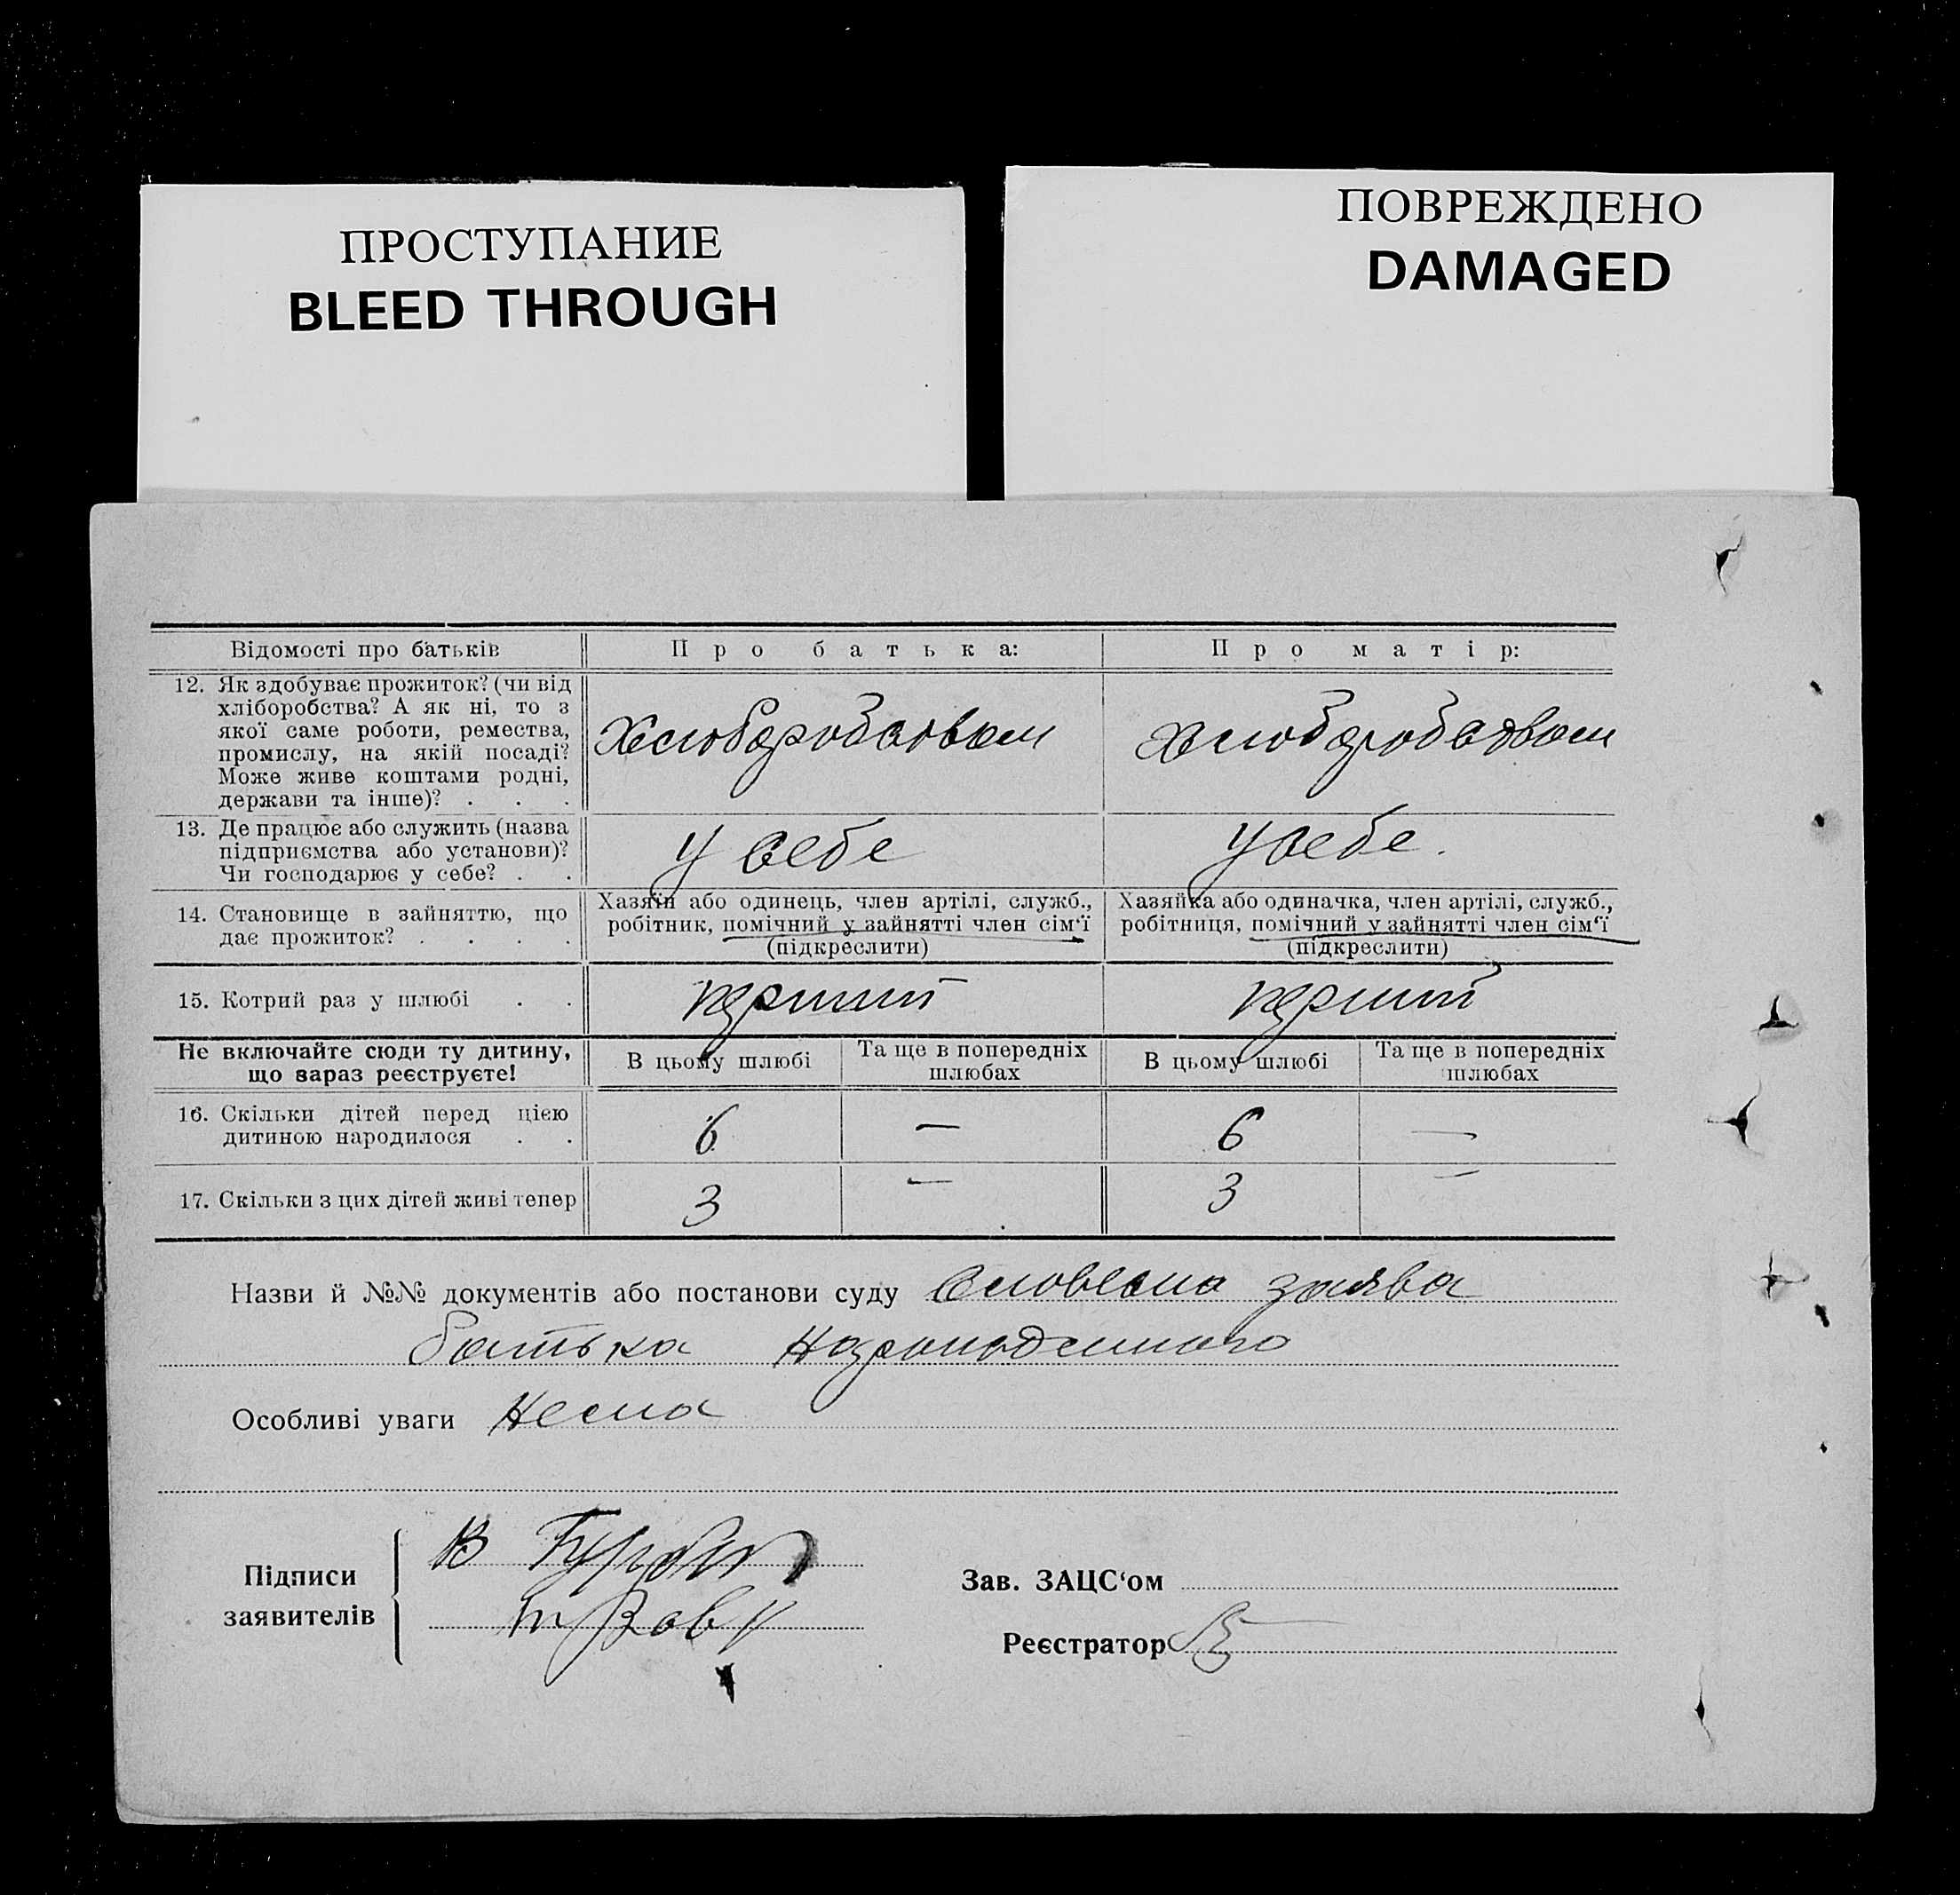 ПРОСТУПАНИЕ
BLEED THROUGH
ПОВРЕЖДЕНО
DAMAGED
Відомості про батьків
Про батька:
Про матір:
12. Як здобуває прожиток? (чи від
хліборобства? А як ні, то з
якої саме роботи, ремества,
промислу, на якій посаді?
Може живе коштами родні,
держави та інше)? . . .
13. Де працює або служить (назва
підприємства або установи)?
Чи господарює у себе? . .
у себе
у себе.
14. Становище в зайняттю, що
дає прожиток? . . . .
Хазяїн або одинець, член артілі, служб.,
робітник, помічний у зайнятті член сім'ї
(підкреслити)
Хазяйка або одиначка, член артілі, служб.,
робітниця, помічний у зайнятті член сім'ї
(підкреслити)
15. Котрий раз у шлюбі . .
перший
перший
Не включайте сюди ту дитину,
що зараз реєструєте!
В цьому шлюбі
Та ще в попередніх
шлюбах
В цьому шлюбі
Та ще в попередніх
шлюбах
16. Скільки дітей перед цією
дитиною народилося . .
6
—
6
—
17. Скільки з цих дітей живі тепер
3
—
3
—
Назви й №№ документів або постанови суду Словесна заява
батька
Особливі уваги Нема
Підписи
заявителів
В
Зав. ЗАЦС‘ом
Реєстратор